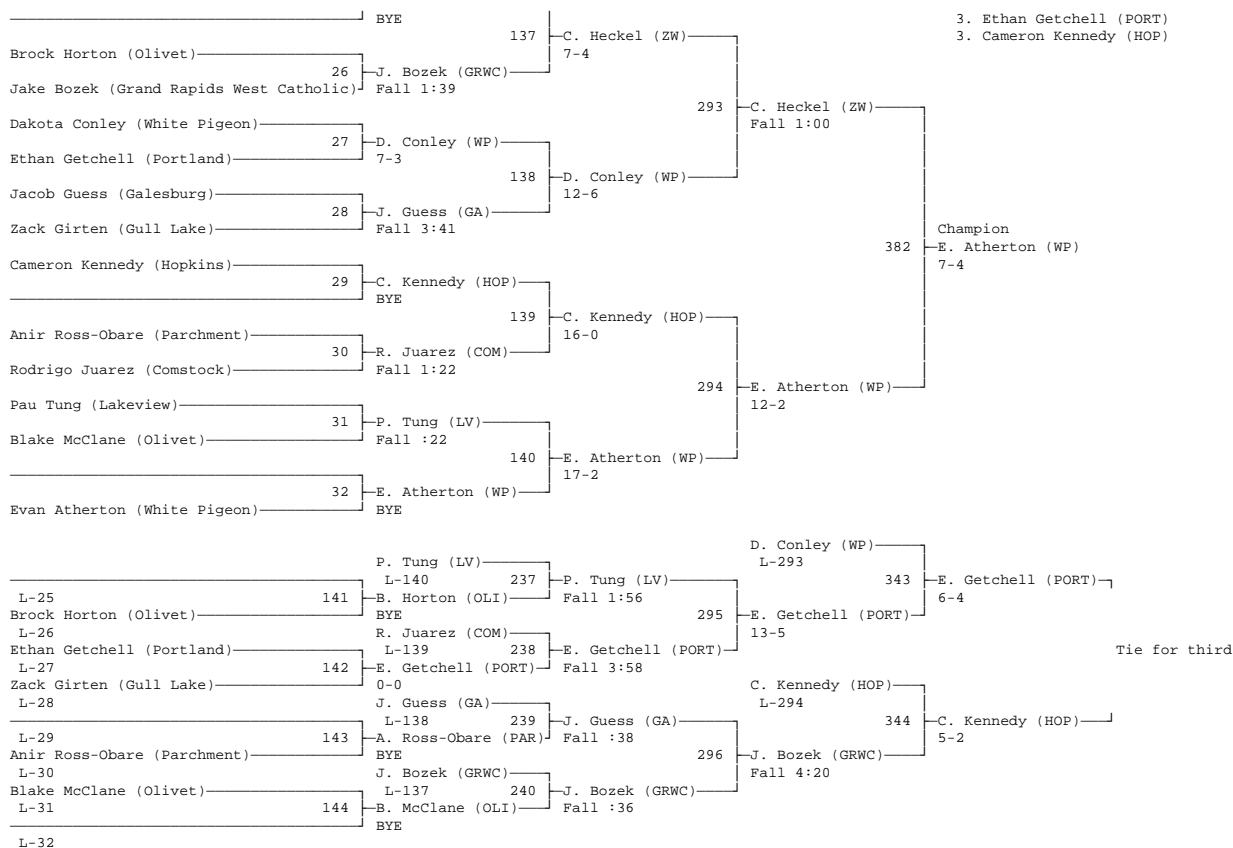 BYE
3. Ethan Getchell (PORT)
137 C. Heckel (ZW)
3. Cameron Kennedy (HOP)
Brock Horton (Olivet)
7-4
26 J. Bozek (GRWC)
Jake Bozek (Grand Rapids West Catholic)
Fall 1:39
293 C. Heckel (ZW)
Dakota Conley (White Pigeon)
Fall 1:00
27 D. Conley (WP)
Ethan Getchell (Portland)
7-3
138 D. Conley (WP)
Jacob Guess (Galesburg)
12-6
28 J. Guess (GA)
Zack Girten (Gull Lake)
Fall 3:41
Champion
382 E. Atherton (WP)
Cameron Kennedy (Hopkins)
7-4
29 C. Kennedy (HOP)
BYE
139 C. Kennedy (HOP)
Anir Ross-Obare (Parchment)
16-0
30 R. Juarez (COM)
Rodrigo Juarez (Comstock)
Fall 1:22
294 E. Atherton (WP)
Pau Tung (Lakeview)
12-2
31 P. Tung (LV)
Blake McClane (Olivet)
Fall :22
140 E. Atherton (WP)
17-2
32 E. Atherton (WP)
Evan Atherton (White Pigeon)
BYE
D. Conley (WP)
P. Tung (LV)
L-293
L-140 237 P. Tung (LV)
343 E. Getchell (PORT)
L-25
141 B. Horton (OLI)
Fall 1:56
6-4
Brock Horton (Olivet)
BYE
295 E. Getchell (PORT)
L-26
R. Juarez (COM)
13-5
Ethan Getchell (Portland)
L-139 238 E. Getchell (PORT)
Tie for third
L-27
142 E. Getchell (PORT)
Fall 3:58
Zack Girten (Gull Lake)
0-0
C. Kennedy (HOP)
L-28
J. Guess (GA)
L-294
L-138 239 J. Guess (GA)
344 C. Kennedy (HOP)
L-29
143 A. Ross-Obare (PAR)
Fall :38
5-2
Anir Ross-Obare (Parchment)
BYE
296 J. Bozek (GRWC)
L-30
J. Bozek (GRWC)
Fall 4:20
Blake McClane (Olivet)
L-137 240 J. Bozek (GRWC)
L-31
144 B. McClane (OLI)
Fall :36
BYE
L-32